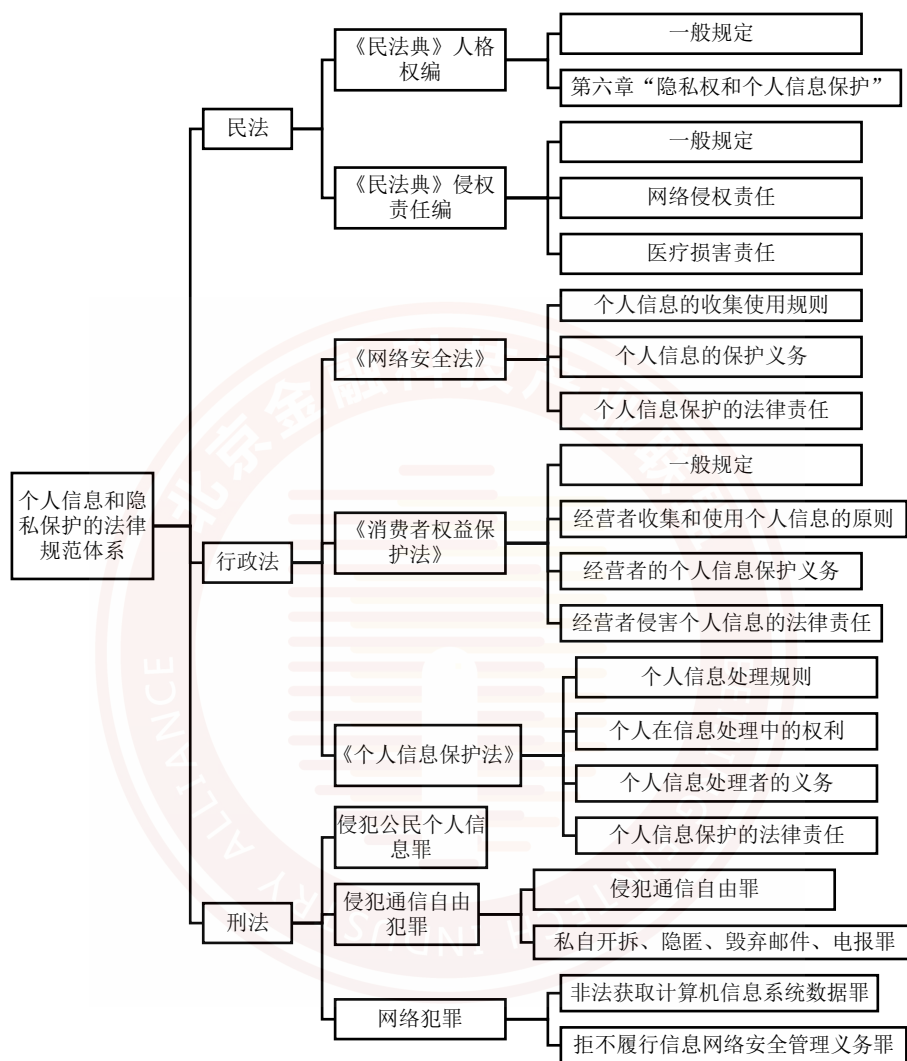 个人信息和隐
私保护的法律
规范体系
民法
《民法典》人格
权编
一般规定
第六章“隐私权和个人信息保护”
《民法典》侵权
责任编
一般规定
网络侵权责任
医疗损害责任
行政法
《网络安全法》
个人信息的收集使用规则
个人信息的保护义务
个人信息保护的法律责任
《消费者权益保
护法》
一般规定
经营者收集和使用个人信息的原则
经营者的个人信息保护义务
经营者侵害个人信息的法律责任
《个人信息保护法》
个人信息处理规则
个人在信息处理中的权利
个人信息处理者的义务
个人信息保护的法律责任
刑法
侵犯公民个人信
息罪
侵犯通信自由
犯罪
侵犯通信自由罪
私自开拆、隐匿、毁弃邮件、电报罪
网络犯罪
非法获取计算机信息系统数据罪
拒不履行信息网络安全管理义务罪